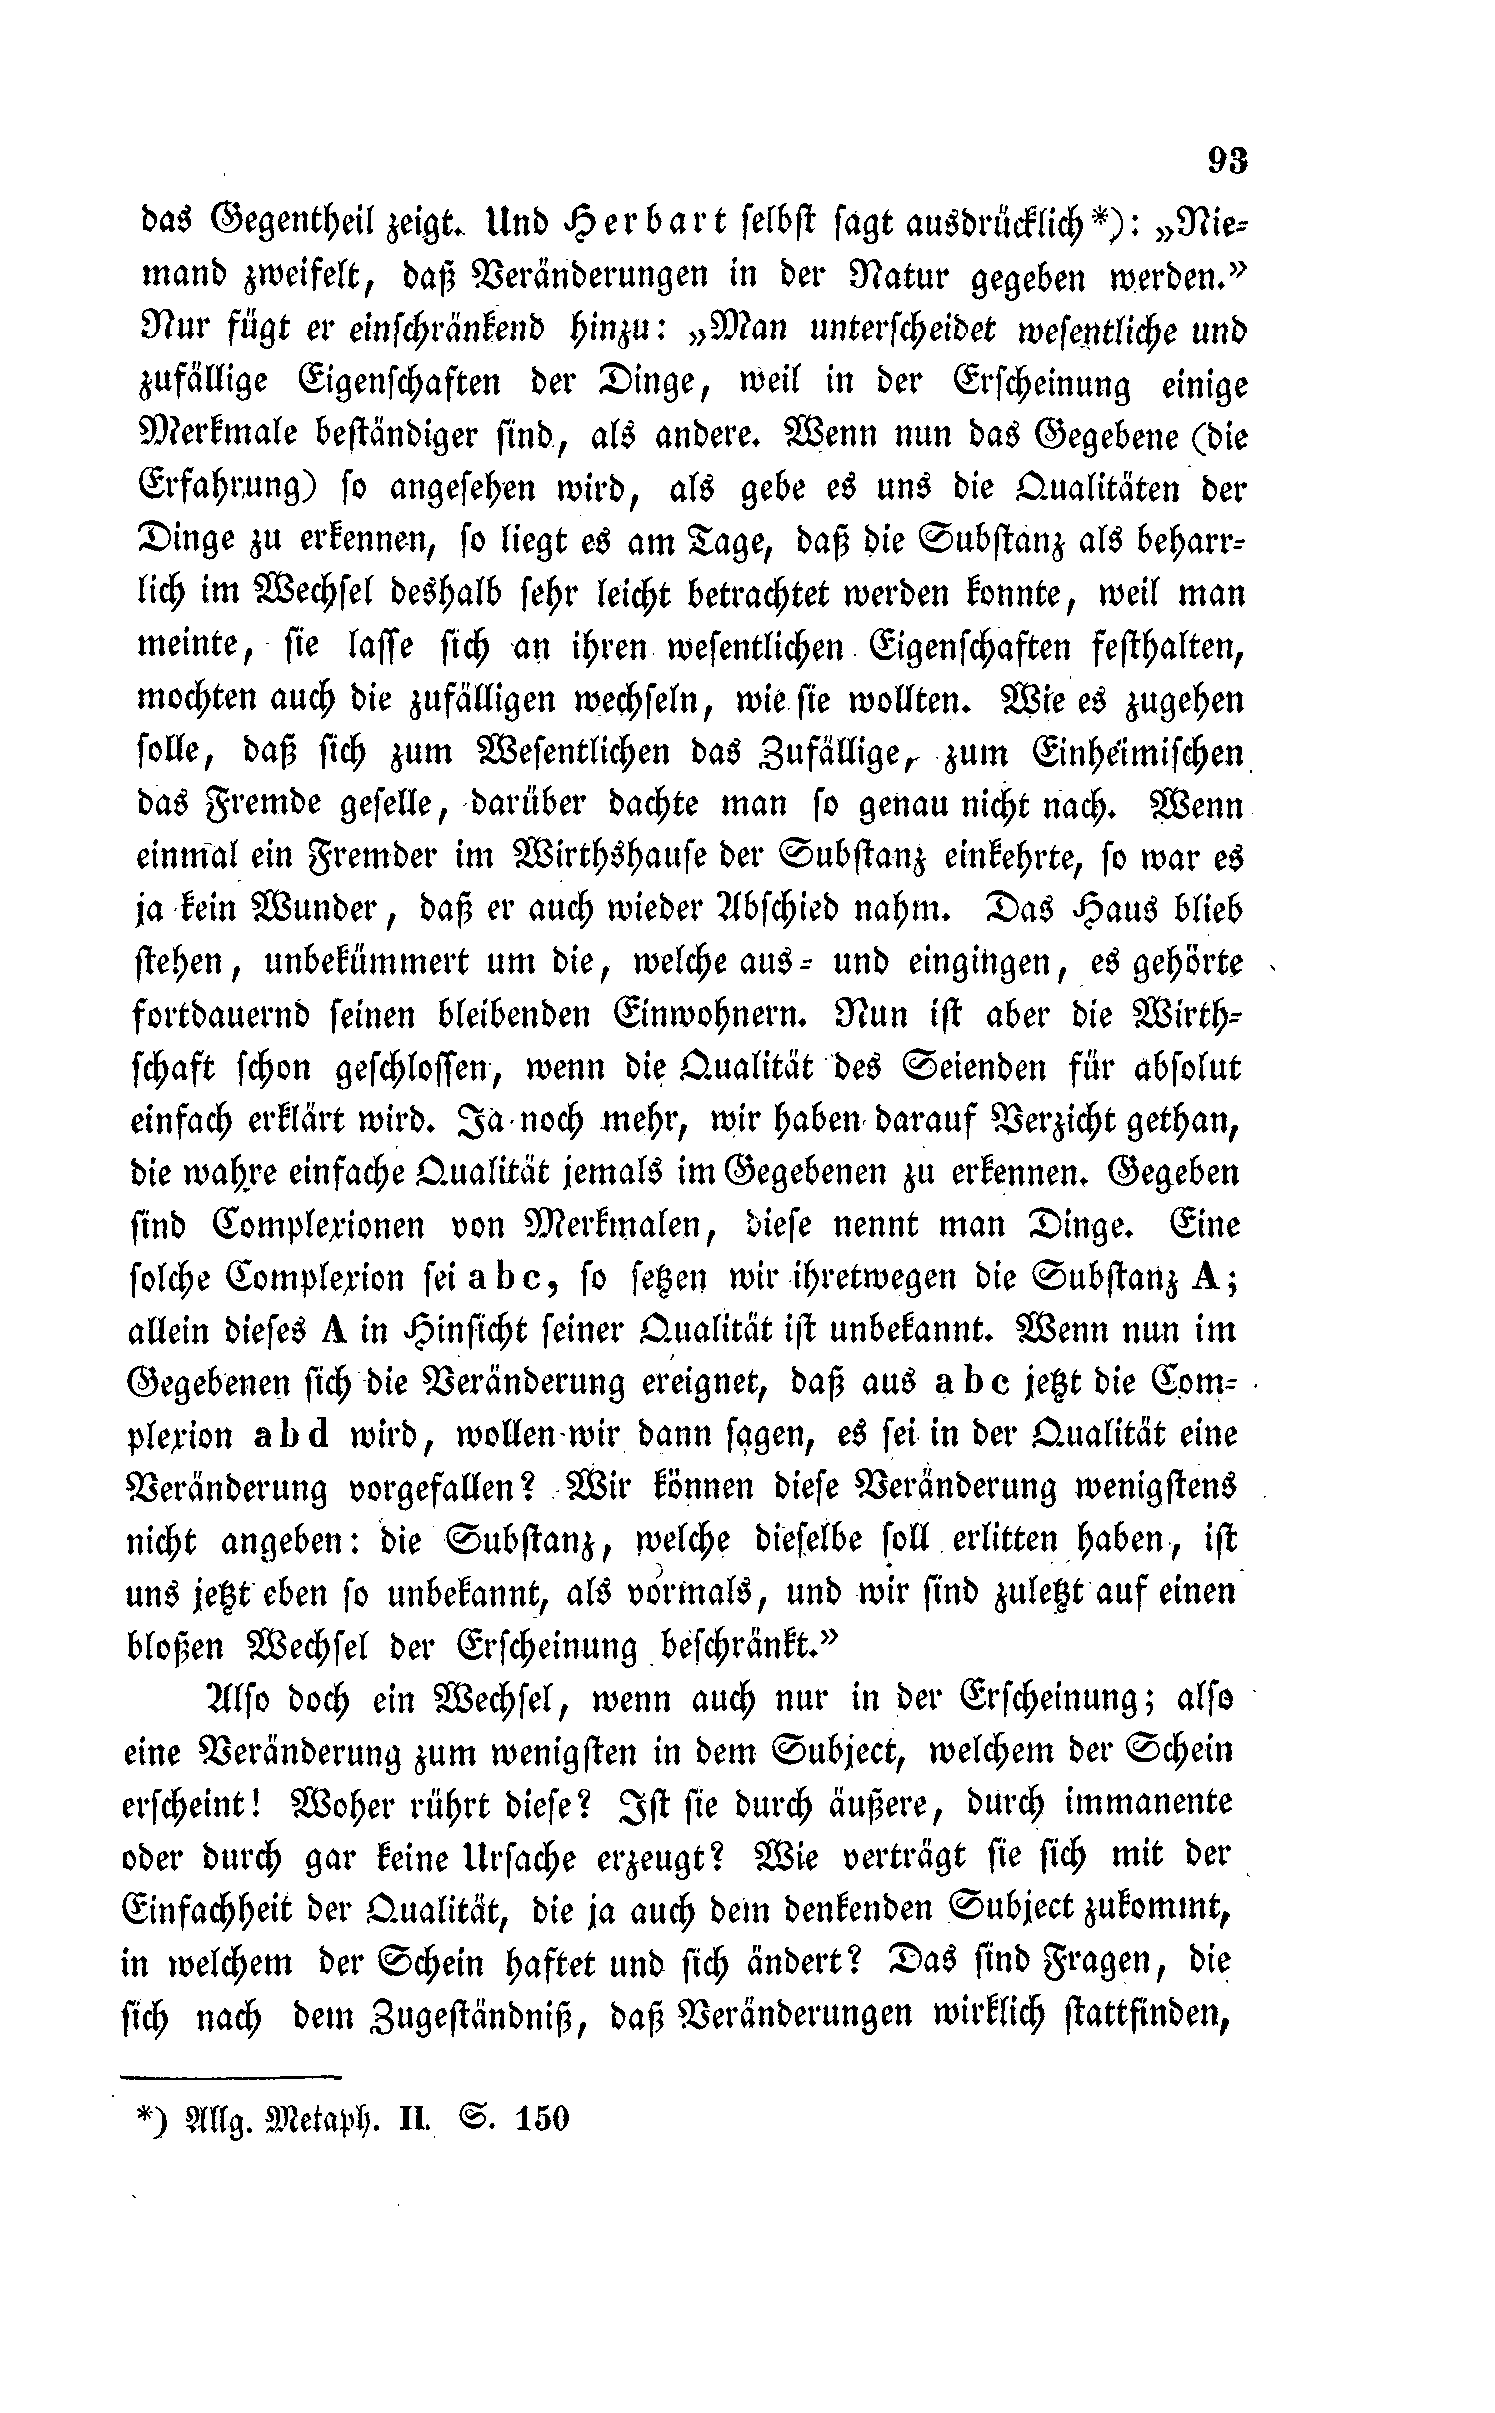 93
das Gegentheil zeigt. Und Herbart selbst sagt ausdrücklich*): „Nie-
mand zweifelt, daß Veränderungen in der Natur gegeben werden.”
Nur fügt er einschränkend hinzu: „Man unterscheidet wesentliche und
zufällige Eigenschaften der Dinge, weil in der Erscheinung einige
Merkmale beständiger sind, als andere. Wenn nun das Gegebene (die
Erfahrung) so angesehen wird, als gebe es uns die Qualitäten der
Dinge zu erkennen, so liegt es am Tage, daß die Substanz als beharr-
lich im Wechsel deshalb sehr leicht betrachtet werden konnte, weil man
meinte, sie lasse sich an ihren wesentlichen Eigenschaften festhalten,
mochten auch die zufälligen wechseln, wie sie wollten. Wie es zugehen
solle, daß sich zum Wesentlichen das Zufällige, zum Einheimischen
das Fremde geselle, darüber dachte man so genau nicht nach. Wenn
einmal ein Fremder im Wirthshause der Substanz einkehrte, so war es
ja kein Wunder, daß er auch wieder Abschied nahm. Das Haus blieb
stehen, unbekümmert um die, welche aus- und eingingen, es gehörte
fortdauernd seinen bleibenden Einwohnern. Nun ist aber die Wirth-
schaft schon geschlossen, wenn die Qualität des Seienden für absolut
einfach erklärt wird. Ja noch mehr, wir haben darauf Verzicht gethan,
die wahre einfache Qualität jemals im Gegebenen zu erkennen. Gegeben
sind Complexionen von Merkmalen, diese nennt man Dinge. Eine
solche Complexion sei a b c, so setzen wir ihretwegen die Substanz A;
allein dieses A in Hinsicht seiner Qualität ist unbekannt. Wenn nun im
Gegebenen sich die Veränderung ereignet, daß aus a b c jetzt die Com-
plexion a b d wird, wollen wir dann sagen, es sei in der Qualität eine
Veränderung vorgefallen? Wir können diese Veränderung wenigstens
nicht angeben: die Substanz, welche dieselbe soll erlitten haben, ist
uns jetzt eben so unbekannt, als vormals, und wir sind zuletzt auf einen
bloßen Wechsel der Erscheinung beschränkt.”
Also doch ein Wechsel, wenn auch nur in der Erscheinung; also
eine Veränderung zum wenigsten in dem Subject, welchem der Schein
erscheint! Woher rührt diese? Ist sie durch äußere, durch immanente
oder durch gar keine Ursache erzeugt? Wie verträgt sie sich mit der
Einfachheit der Qualität, die ja auch dem denkenden Subject zukommt,
in welchem der Schein haftet und sich ändert? Das sind Fragen, die
sich nach dem Zugeständniß, daß Veränderungen wirklich stattfinden,
*) Allg. Metaph. II. S. 150